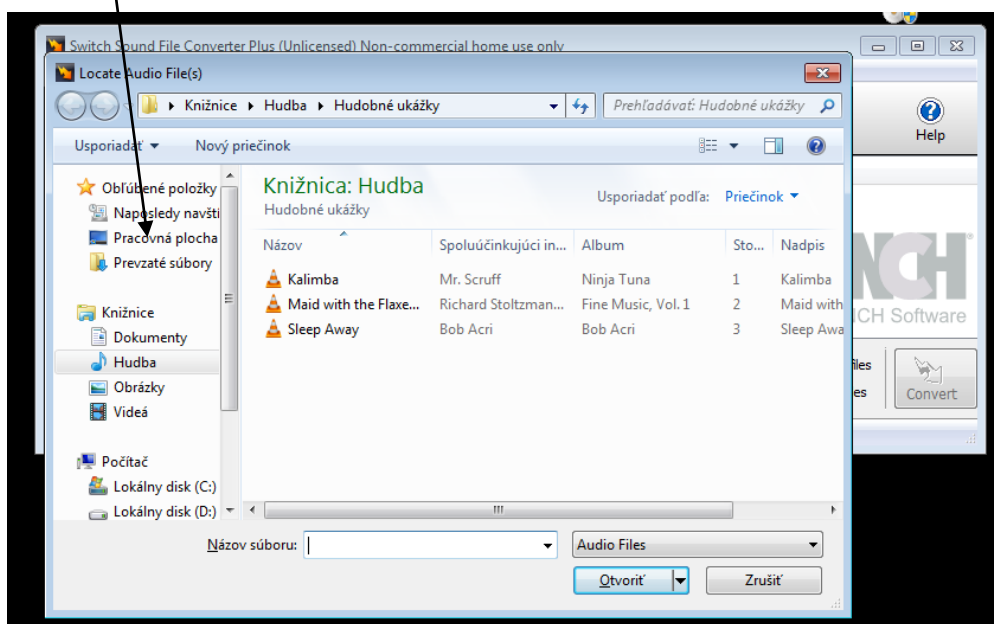 Switch Sound File Converter Plus (Unlicensed) Non-commercial home use only
Locate Audio File(s)
Knižnice Hudba Hudobné ukážky
Prehľadávať: Hudobné ukážky
Help
Usporiadať Nový priečinok
Obľúbené položky
Naposledy navští
Pracovná plocha
Prevzaté súbory
Knižnice
Dokumenty
Hudba
Obrázky
Videá
Počítač
Lokálny disk (C:)
Lokálny disk (D:)
Knižnica: Hudba
Hudobné ukážky
Usporiadať podľa: Priečinok
Názov Spoluúčinkujúci in... Album Sto... Nadpis
Kalimba Mr. Scruff Ninja Tuna 1 Kalimba
Maid with the Flaxe... Richard Stoltzman... Fine Music, Vol. 1 2 Maid with
Sleep Away Bob Acri Bob Acri 3 Sleep Awa
NCH
®
NCH Software
iles
es
Convert
Názov súboru:
Audio Files
Otvoriť Zrušiť